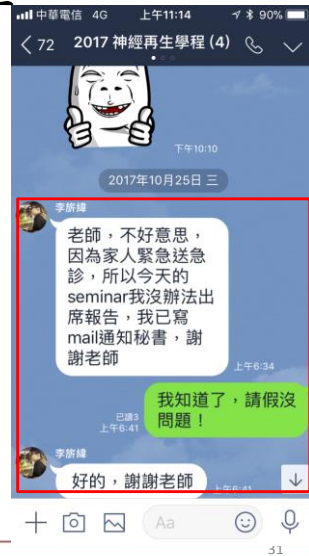 中華電信 4G 上午11:14 90%
72 2017 神經再生學程 (4)
下午10:10
2017年10月25日 三
李旂緯
老師，不好意思，
因為家人緊急送急
診，所以今天的
seminar我沒辦法出
席報告，我已寫
mail通知秘書，謝
謝老師
上午6:34
我知道了，請假沒
問題！
已讀3
上午6:41
李旂緯
好的，謝謝老師
上午6:41
Aa
31